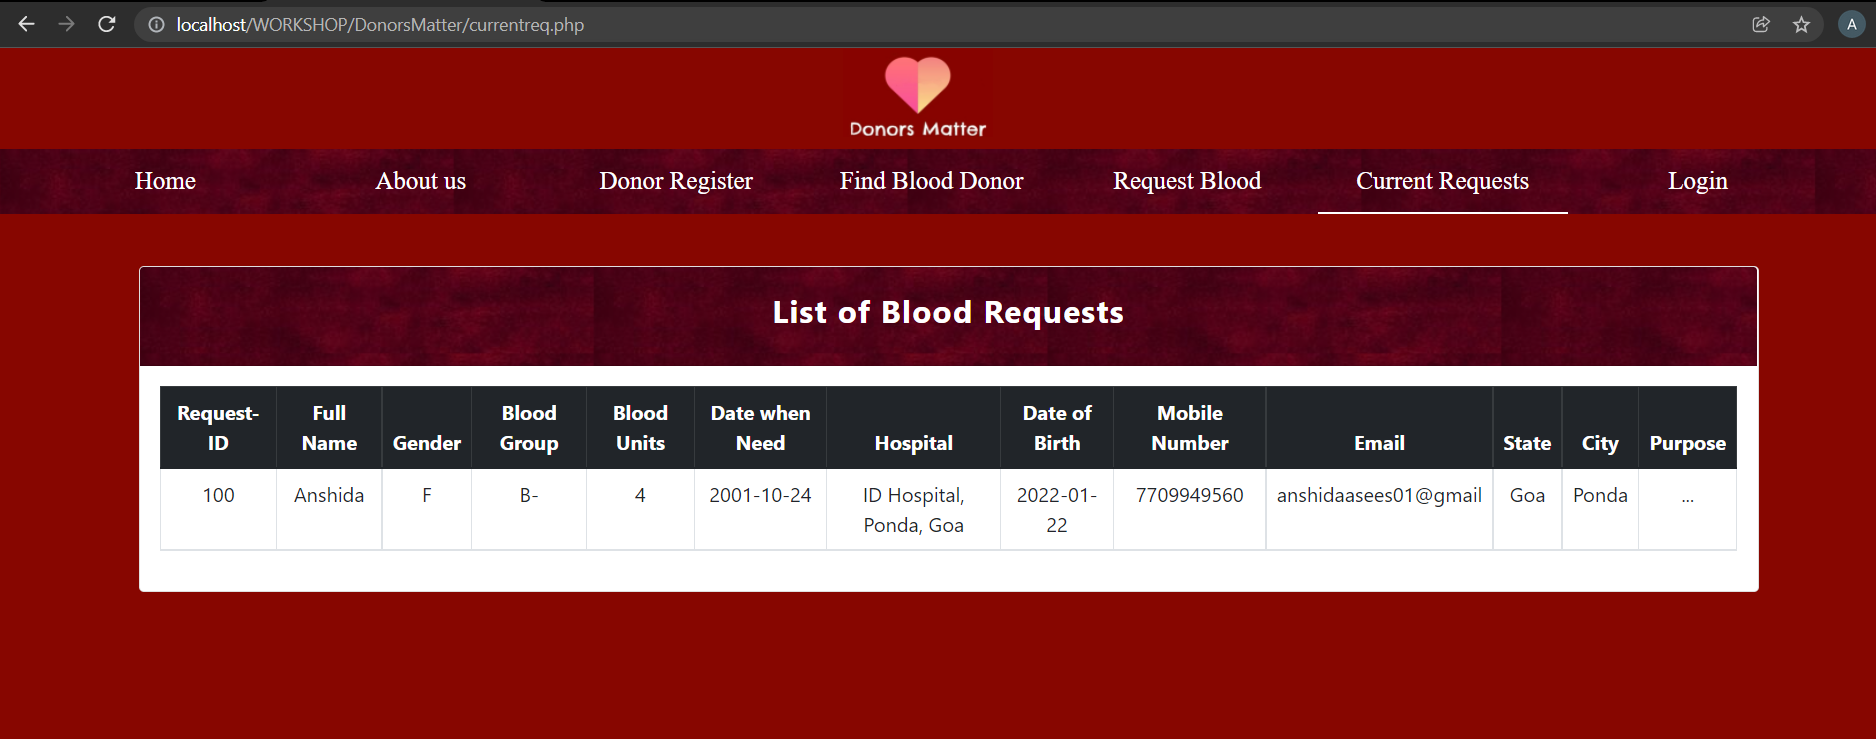 localhost/WORKSHOP/DonorsMatter/currentreq.php
A
Donors Matter
Home About us Donor Register Find Blood Donor Request Blood Current Requests Login
List of Blood Requests
Request-ID Full Name Gender Blood Group Blood Units Date when Need Hospital Date of Birth Mobile Number Email State City Purpose
100 Anshida F B- 4 2001-10-24 ID Hospital, Ponda, Goa 2022-01-22 7709949560 anshidaasees01@gmail Goa Ponda ...